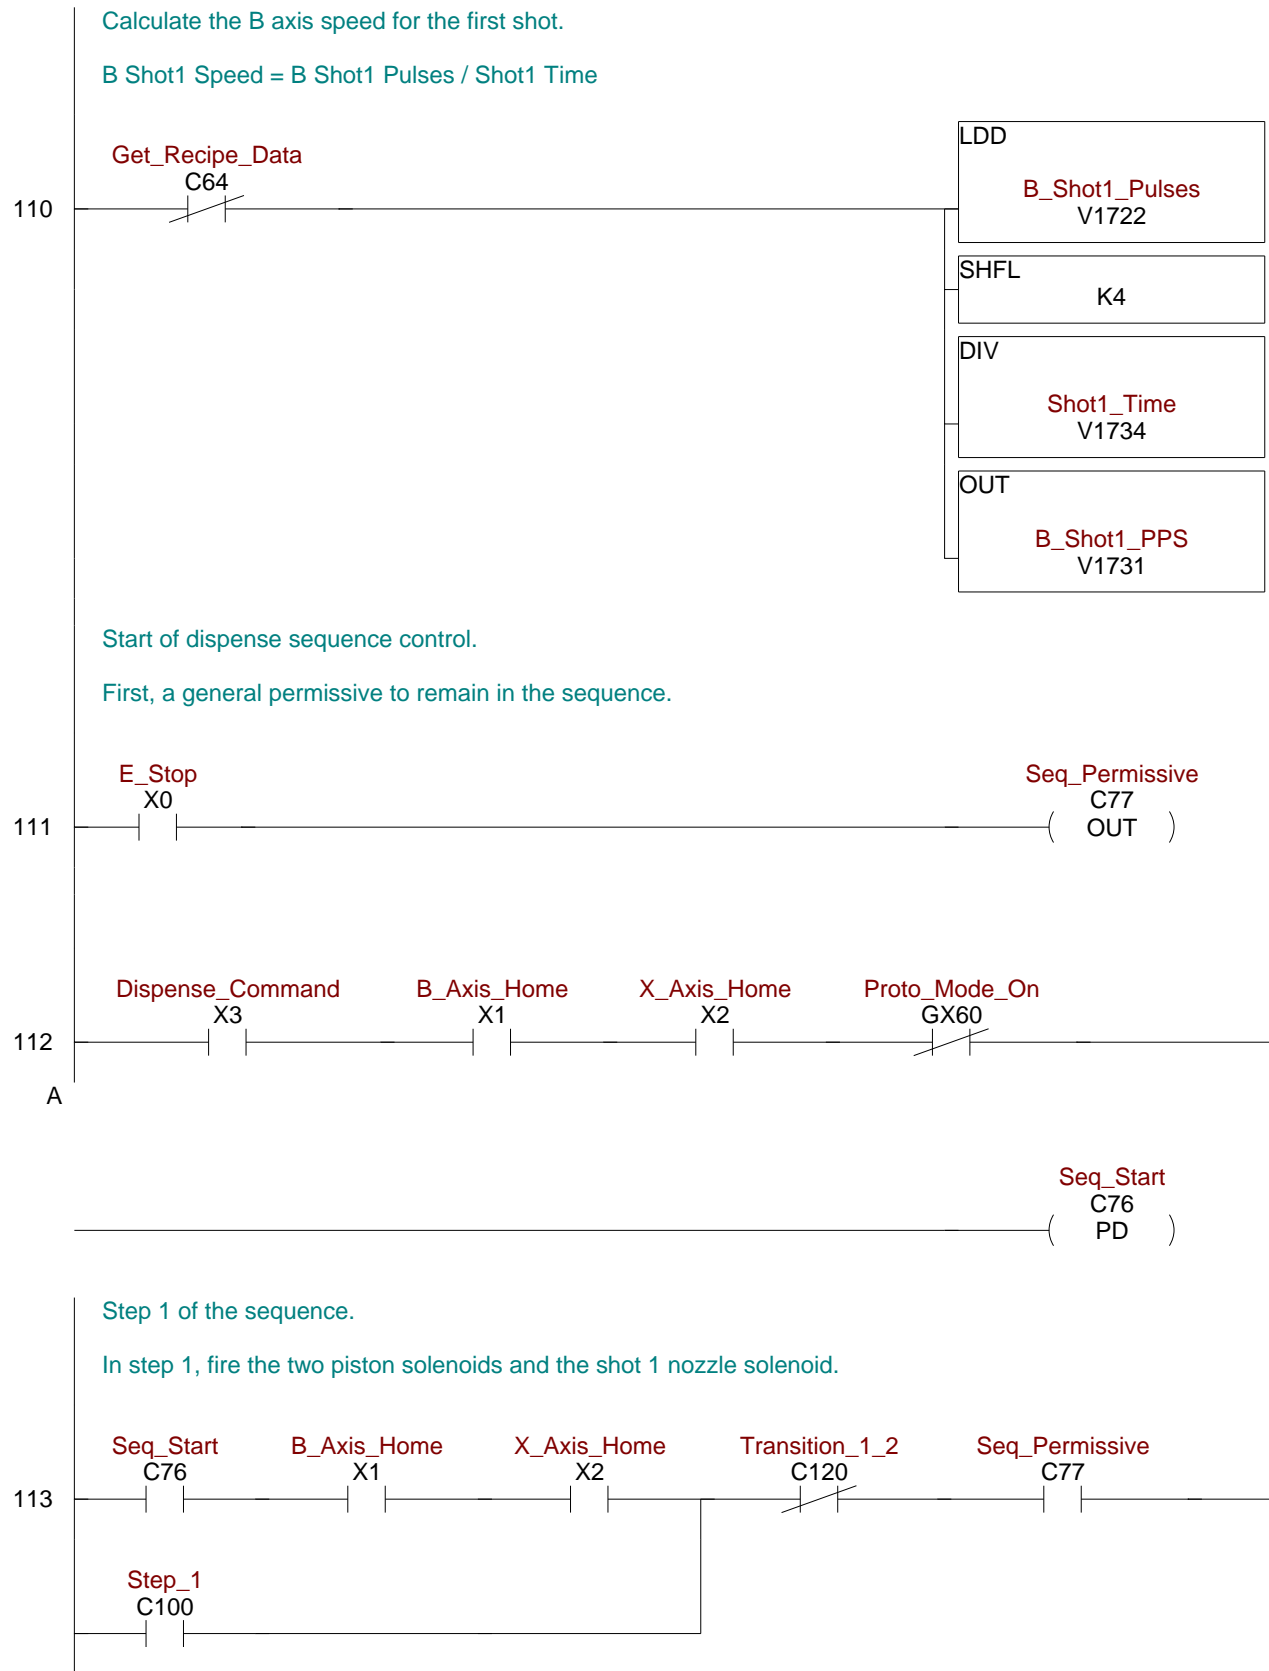 Calculate the B axis speed for the first shot.
B Shot1 Speed = B Shot1 Pulses / Shot1 Time
LDD
Get_Recipe_Data
C64
B_Shot1_Pulses
V1722
110
SHFL
K4
DIV
Shot1_Time
V1734
OUT
B_Shot1_PPS
V1731
Start of dispense sequence control.
First, a general permissive to remain in the sequence.
E_Stop Seq_Permissive
X0 C77
111 ( OUT )
Dispense_Command B_Axis_Home X_Axis_Home Proto_Mode_On
X3 X1 X2 GX60
112
A
Seq_Start
C76
( PD )
Step 1 of the sequence.
In step 1, fire the two piston solenoids and the shot 1 nozzle solenoid.
Seq_Start B_Axis_Home X_Axis_Home Transition_1_2 Seq_Permissive
C76 X1 X2 C120 C77
113
Step_1
C100